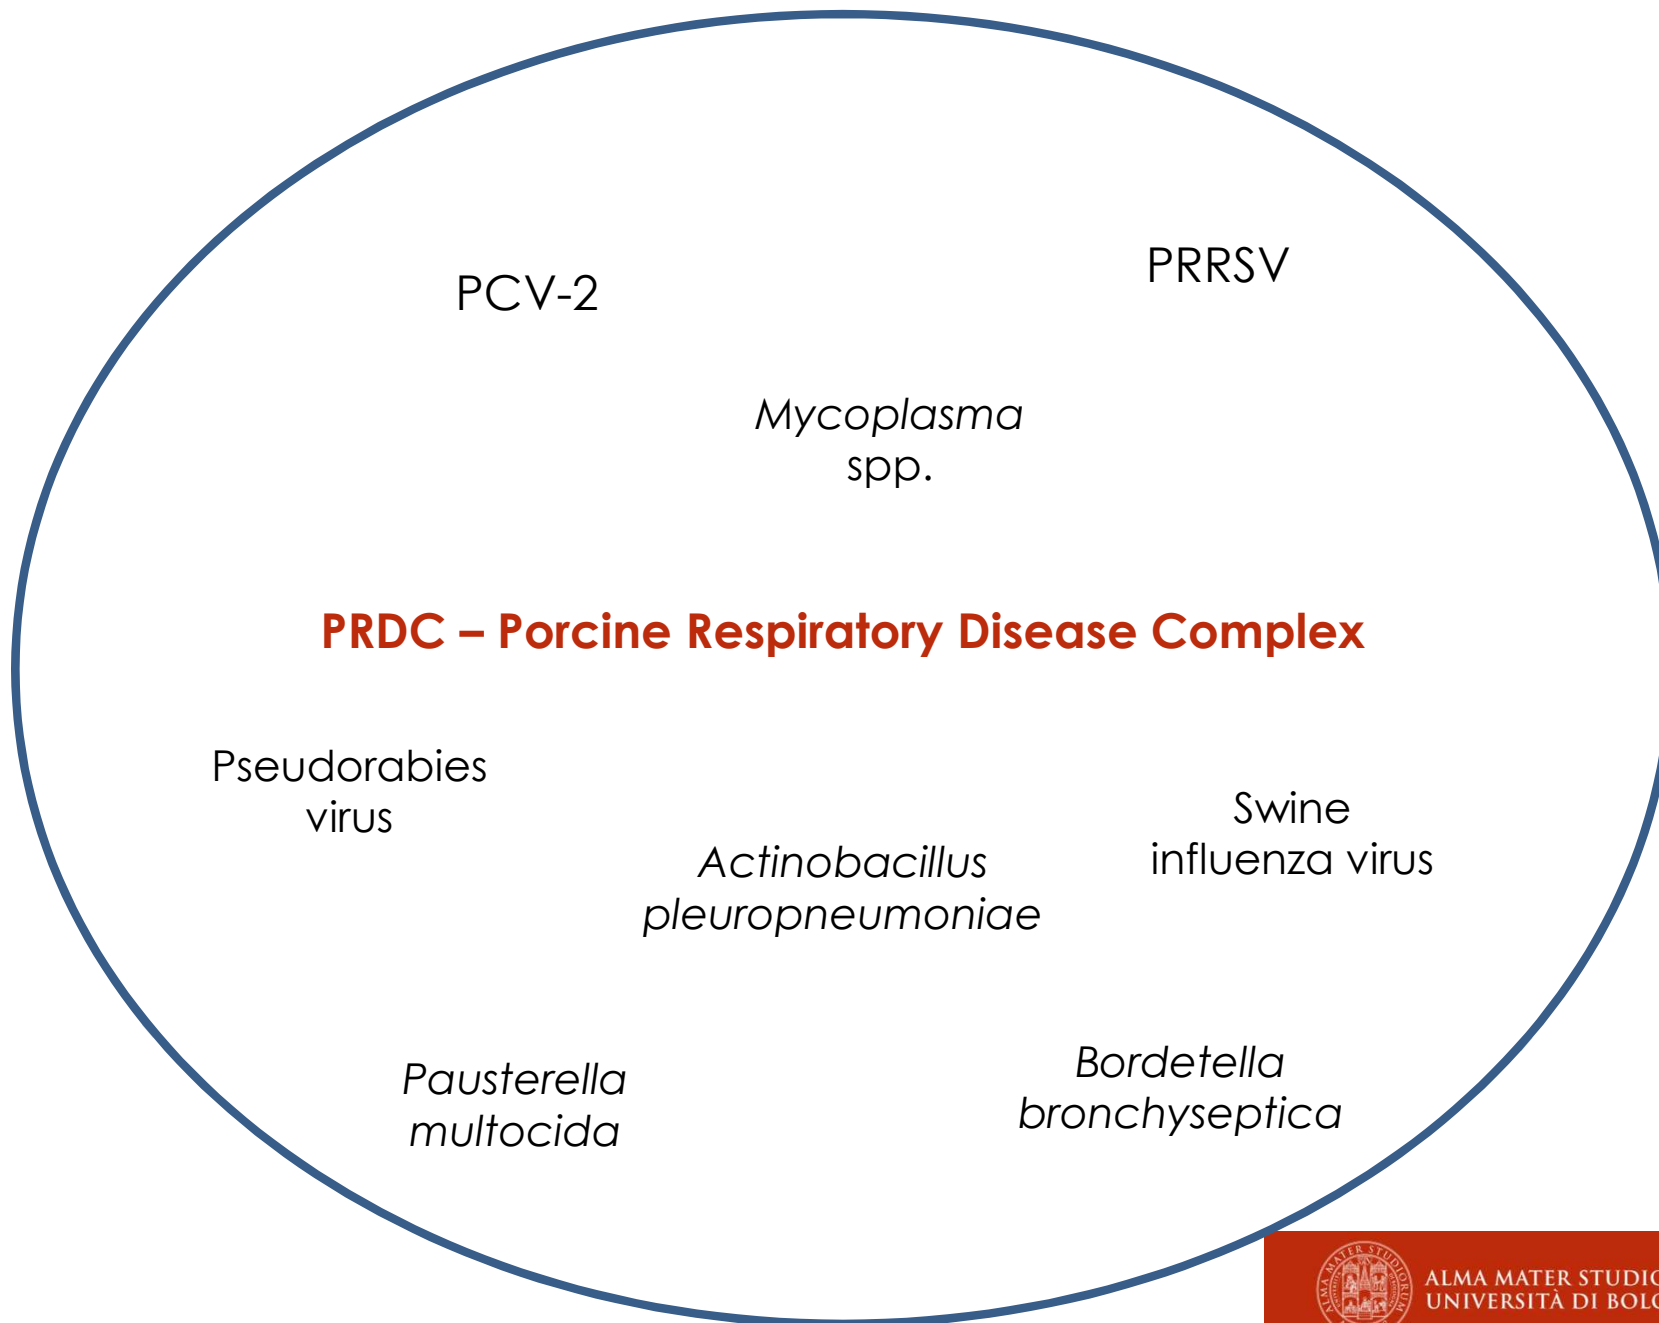 PCV-2
PRRSV
Mycoplasma
spp.
PRDC – Porcine Respiratory Disease Complex
Pseudorabies
virus
Swine
influenza virus
Actinobacillus
pleuropneumoniae
Pausterella
multocida
Bordetella
bronchyseptica
ALMA MATER STUDIO
UNIVERSITÀ DI BOLO